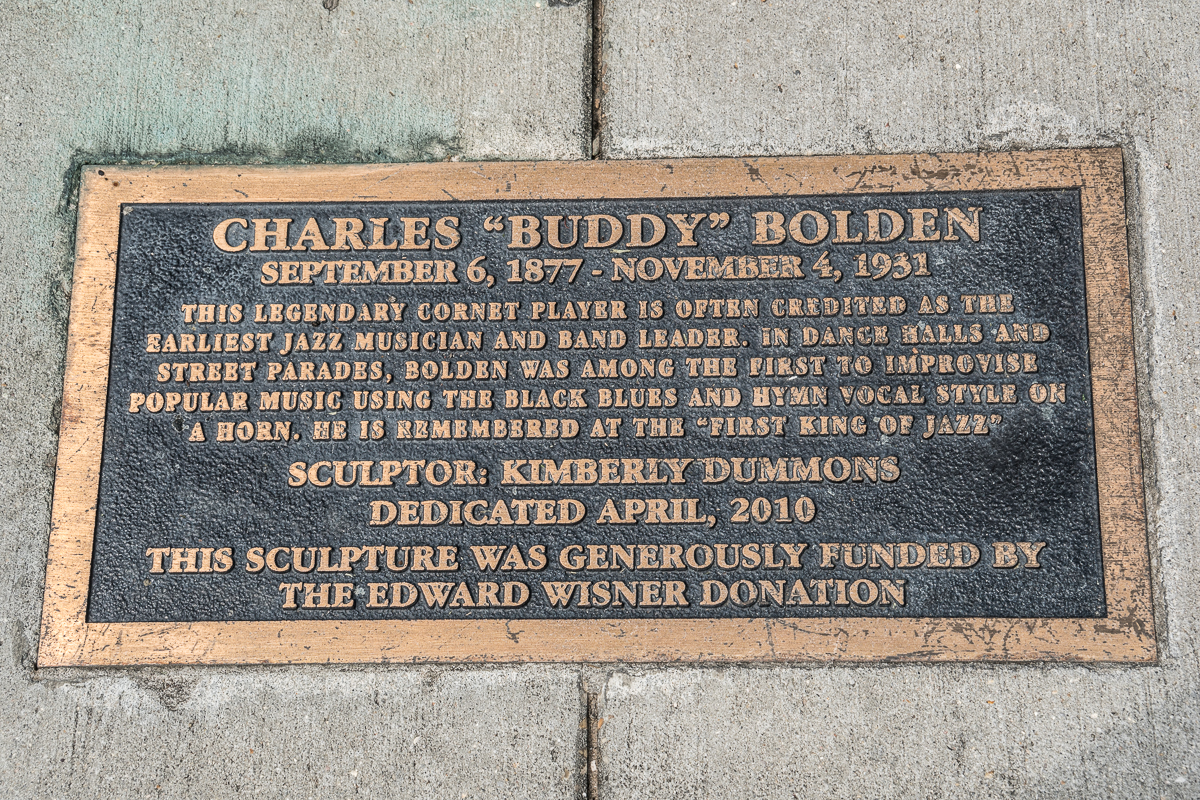 CHARLES “BUDDY” BOLDEN
SEPTEMBER 6, 1877 - NOVEMBER 4, 1931
THIS LEGENDARY CORNET PLAYER IS OFTEN CREDITED AS THE
EARLIEST JAZZ MUSICIAN AND BAND LEADER. IN DANCE HALLS AND
STREET PARADES, BOLDEN WAS AMONG THE FIRST TO IMPROVISE
POPULAR MUSIC USING THE BLACK BLUES AND HYMN VOCAL STYLE ON
A HORN. HE IS REMEMBERED AT THE “FIRST KING OF JAZZ”
SCULPTOR: KIMBERLY DUMMONS
DEDICATED APRIL, 2010
THIS SCULPTURE WAS GENEROUSLY FUNDED BY
THE EDWARD WISNER DONATION